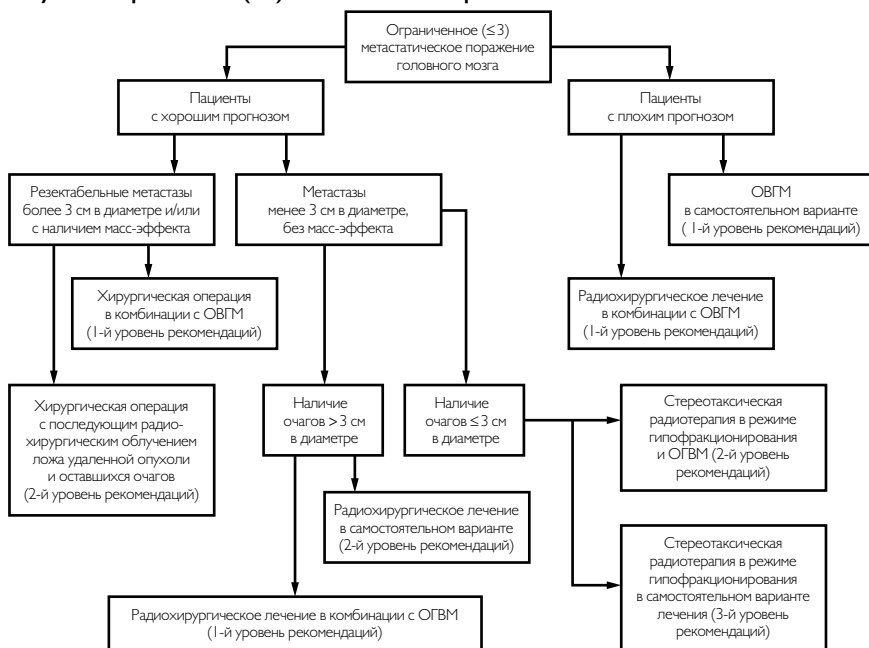 Ограниченное (≤ 3)
метастатическое поражение
головного мозга
Пациенты
с хорошим прогнозом
Пациенты
с плохим прогнозом
Резектабельные метастазы
более 3 см в диаметре и/или
с наличием масс-эффекта
Метастазы
менее 3 см в диаметре,
без масс-эффекта
ОВГМ
в самостоятельном варианте
( 1-й уровень рекомендаций)
Хирургическая операция
в комбинации с ОВГМ
(1-й уровень рекомендаций)
Радиохирургическое лечение
в комбинации с ОВГМ
(1-й уровень рекомендаций)
Хирургическая операция
с последующим радио-
хирургическим облучением
ложа удаленной опухоли
и оставшихся очагов
(2-й уровень рекомендаций)
Наличие
очагов > 3 см
в диаметре
Наличие
очагов ≤ 3 см
в диаметре
Стереотаксическая
радиотерапия в режиме
гипофракционирования
и ОГВМ (2-й уровень
рекомендаций)
Радиохирургическое лечение
в самостоятельном варианте
(2-й уровень рекомендаций)
Стереотаксическая
радиотерапия в режиме
гипофракционирования
в самостоятельном варианте
лечения (3-й уровень
рекомендаций)
Радиохирургическое лечение в комбинации с ОГВМ
(1-й уровень рекомендаций)